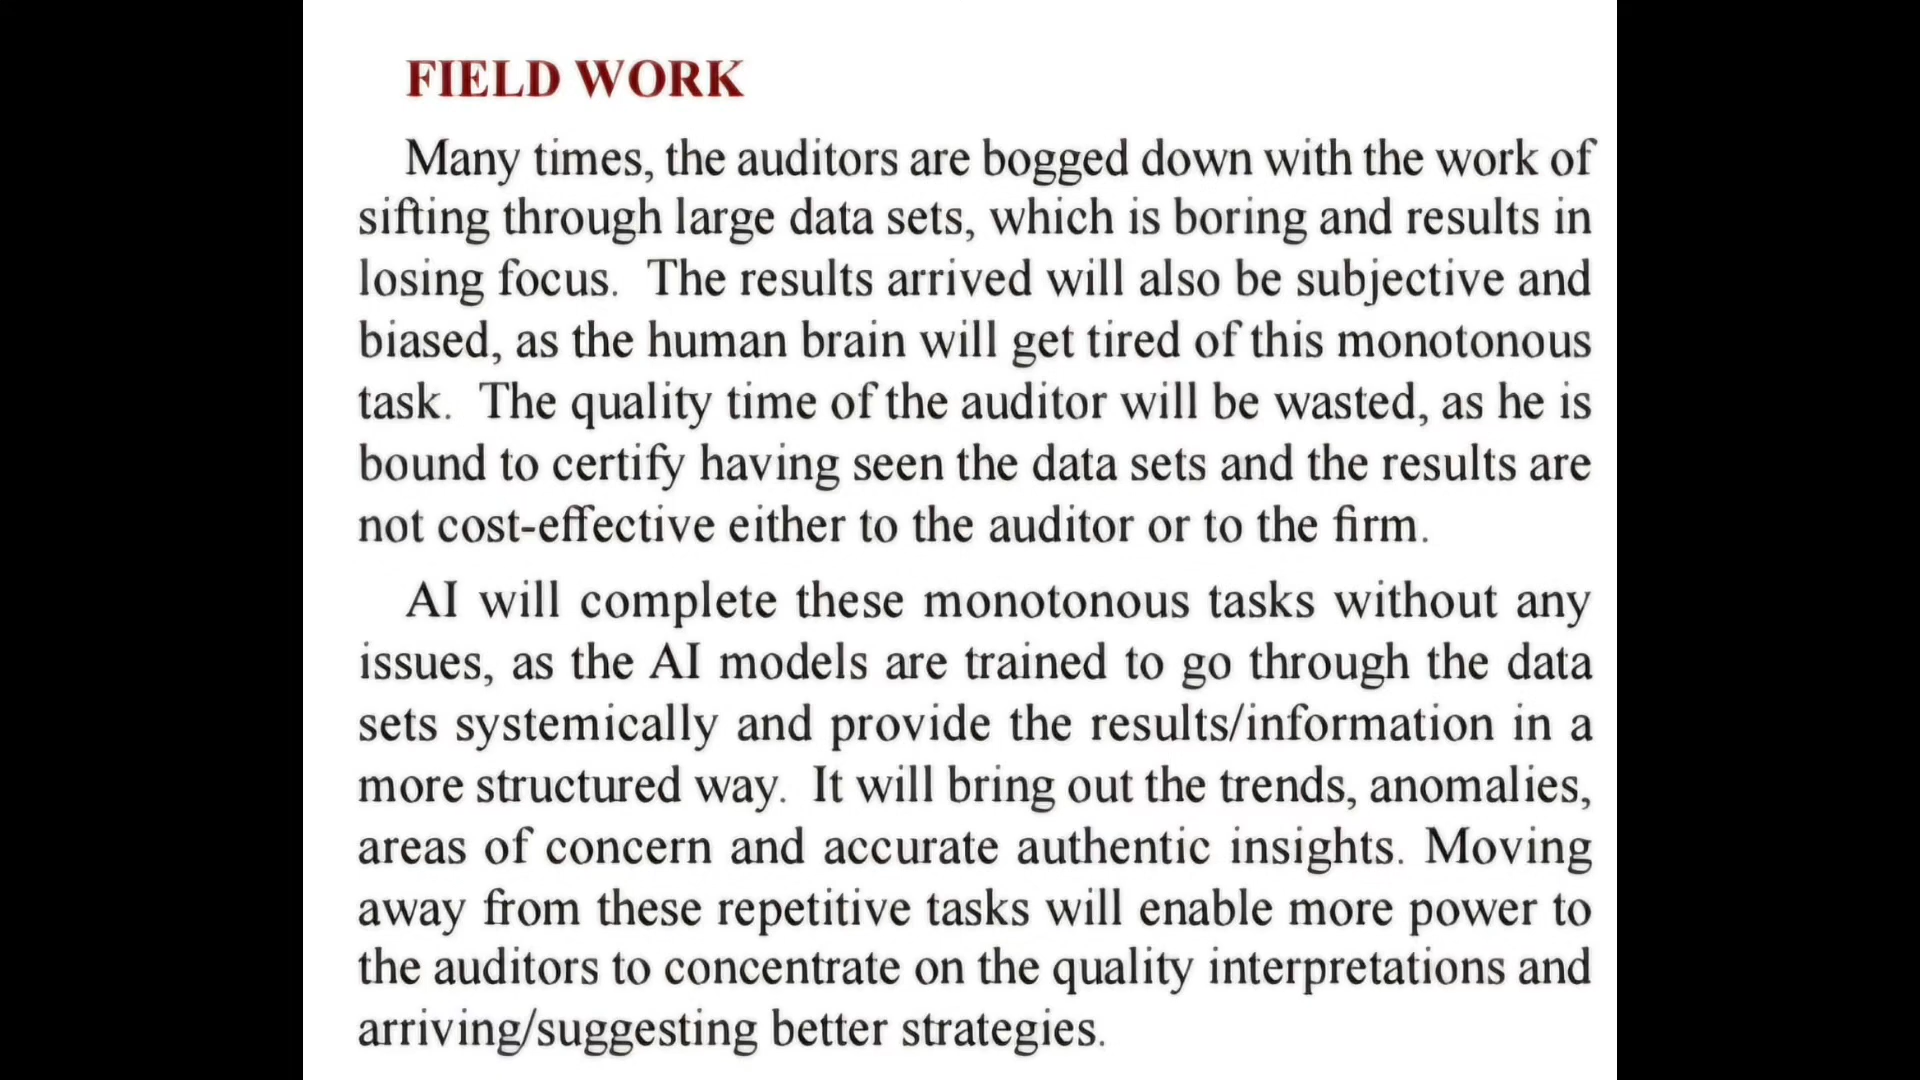 FIELD WORK
Many times, the auditors are bogged down with the work of
sifting through large data sets, which is boring and results in
losing focus. The results arrived will also be subjective and
biased, as the human brain will get tired of this monotonous
task. The quality time of the auditor will be wasted, as he is
bound to certify having seen the data sets and the results are
not cost-effective either to the auditor or to the firm.
AI will complete these monotonous tasks without any
issues, as the AI models are trained to go through the data
sets systemically and provide the results/information in a
more structured way. It will bring out the trends, anomalies,
areas of concern and accurate authentic insights. Moving
away from these repetitive tasks will enable more power to
the auditors to concentrate on the quality interpretations and
arriving/suggesting better strategies.